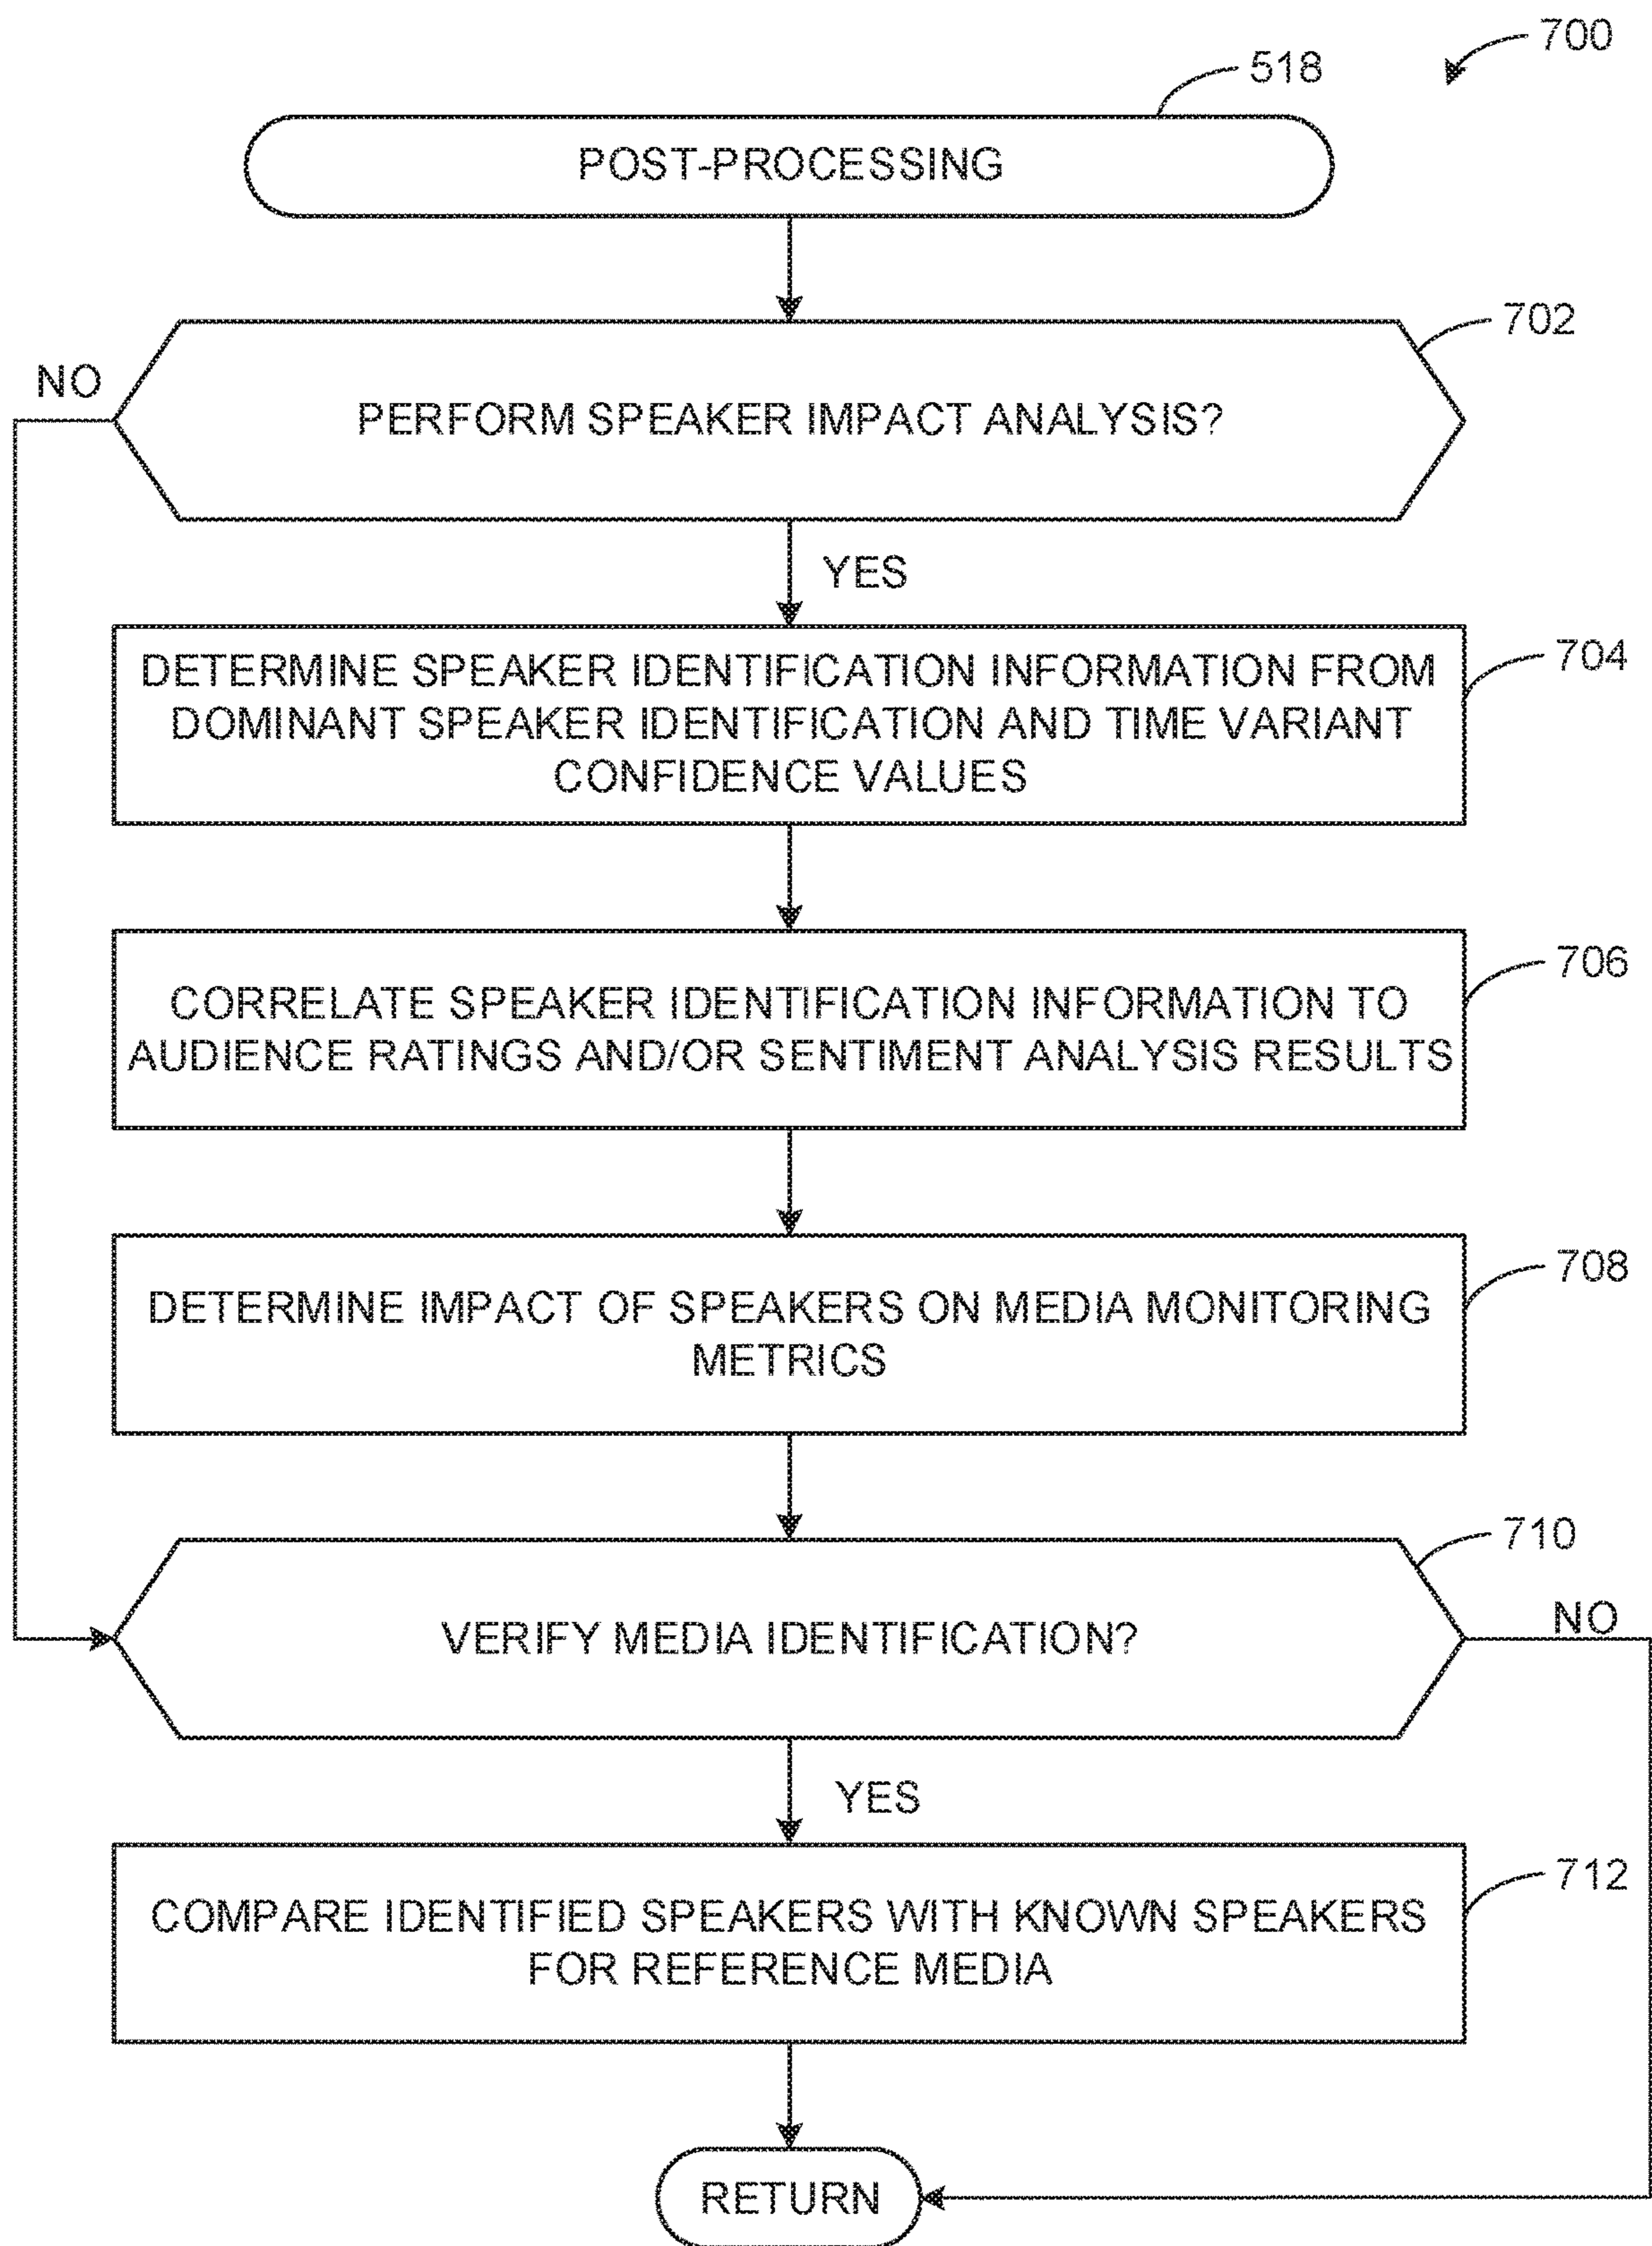 700
518
POST-PROCESSING
702
NO
PERFORM SPEAKER IMPACT ANALYSIS?
YES
704
DETERMINE SPEAKER IDENTIFICATION INFORMATION FROM
DOMINANT SPEAKER IDENTIFICATION AND TIME VARIANT
CONFIDENCE VALUES
706
CORRELATE SPEAKER IDENTIFICATION INFORMATION TO
AUDIENCE RATINGS AND/OR SENTIMENT ANALYSIS RESULTS
708
DETERMINE IMPACT OF SPEAKERS ON MEDIA MONITORING
METRICS
710
VERIFY MEDIA IDENTIFICATION?
NO
YES
712
COMPARE IDENTIFIED SPEAKERS WITH KNOWN SPEAKERS
FOR REFERENCE MEDIA
RETURN